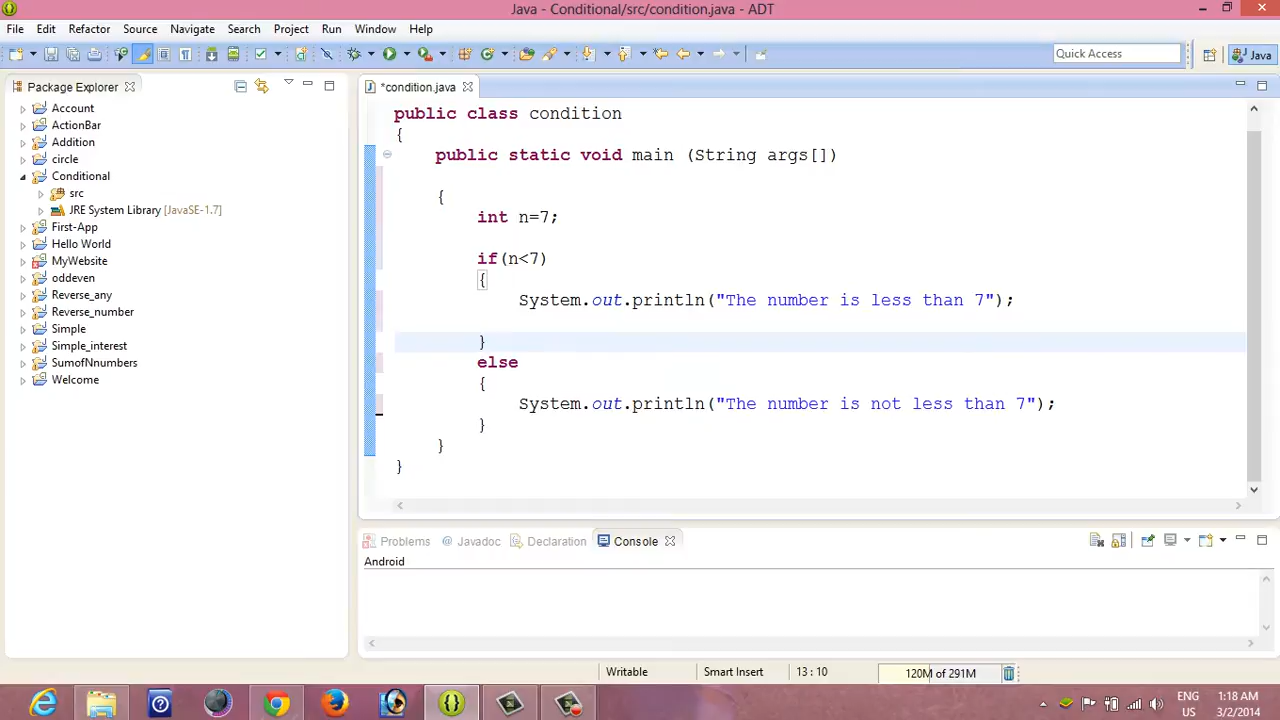 Java - Conditional/src/condition.java - ADT
File Edit Refactor Source Navigate Search Project Run Window Help
Quick Access
Java
Package Explorer
Account
ActionBar
Addition
circle
Conditional
src
JRE System Library [JavaSE-1.7]
First-App
Hello World
MyWebsite
oddeven
Reverse_any
Reverse_number
Simple
Simple_interest
SumofNnumbers
Welcome
*condition.java
public class condition
{
public static void main (String args[])
{
int n=7;
if(n<7)
{
System.out.println("The number is less than 7");
}
else
{
System.out.println("The number is not less than 7");
}
}
}
Problems @ Javadoc Declaration Console
Android
Writable Smart Insert 13 : 10 120M of 291M
ENG 1:18 AM
US 3/2/2014